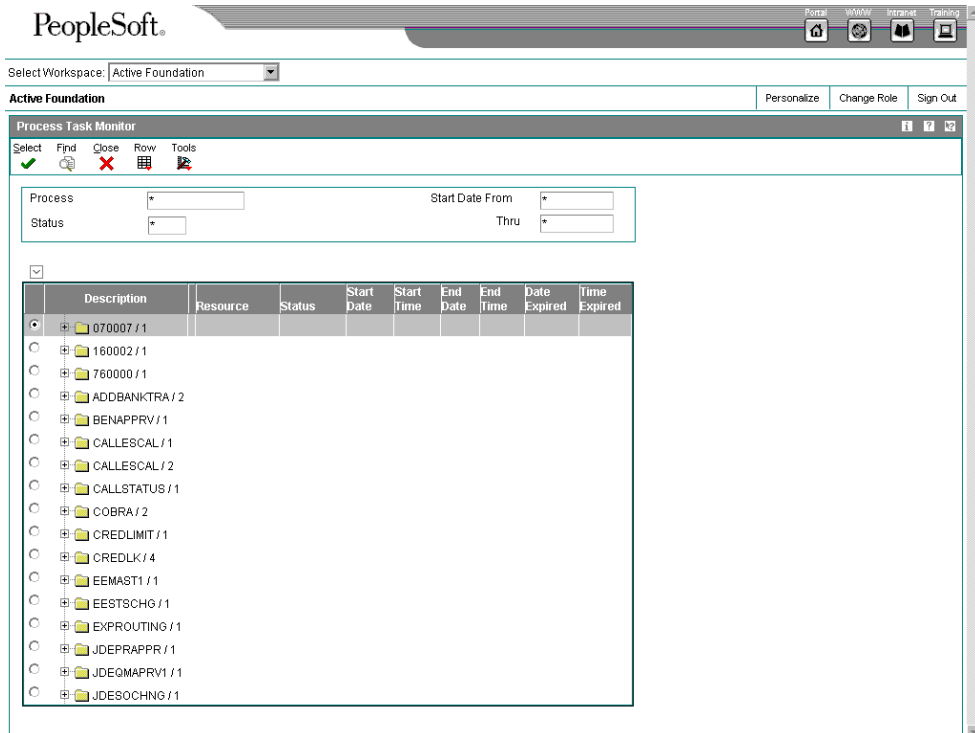 Portal WWW Intranet Training
PeopleSoft.
Select Workspace: Active Foundation
Active Foundation Personalize Change Role Sign Out
Process Task Monitor i ? ?
Select Find Close Row Tools
Process * Start Date From *
Status * Thru *
Description Resource Status Start Date Start Time End Date End Time Date Expired Time Expired
070007 / 1
160002 / 1
760000 / 1
ADDBANKTRA / 2
BENAPPRV / 1
CALLESCAL / 1
CALLESCAL / 2
CALLSTATUS / 1
COBRA / 2
CREDLIMIT / 1
CREDLK / 4
EEMAST1 / 1
EESTSCHG / 1
EXPROUTING / 1
JDEPRAPPR / 1
JDEQMAPRV1 / 1
JDESOCHNG / 1